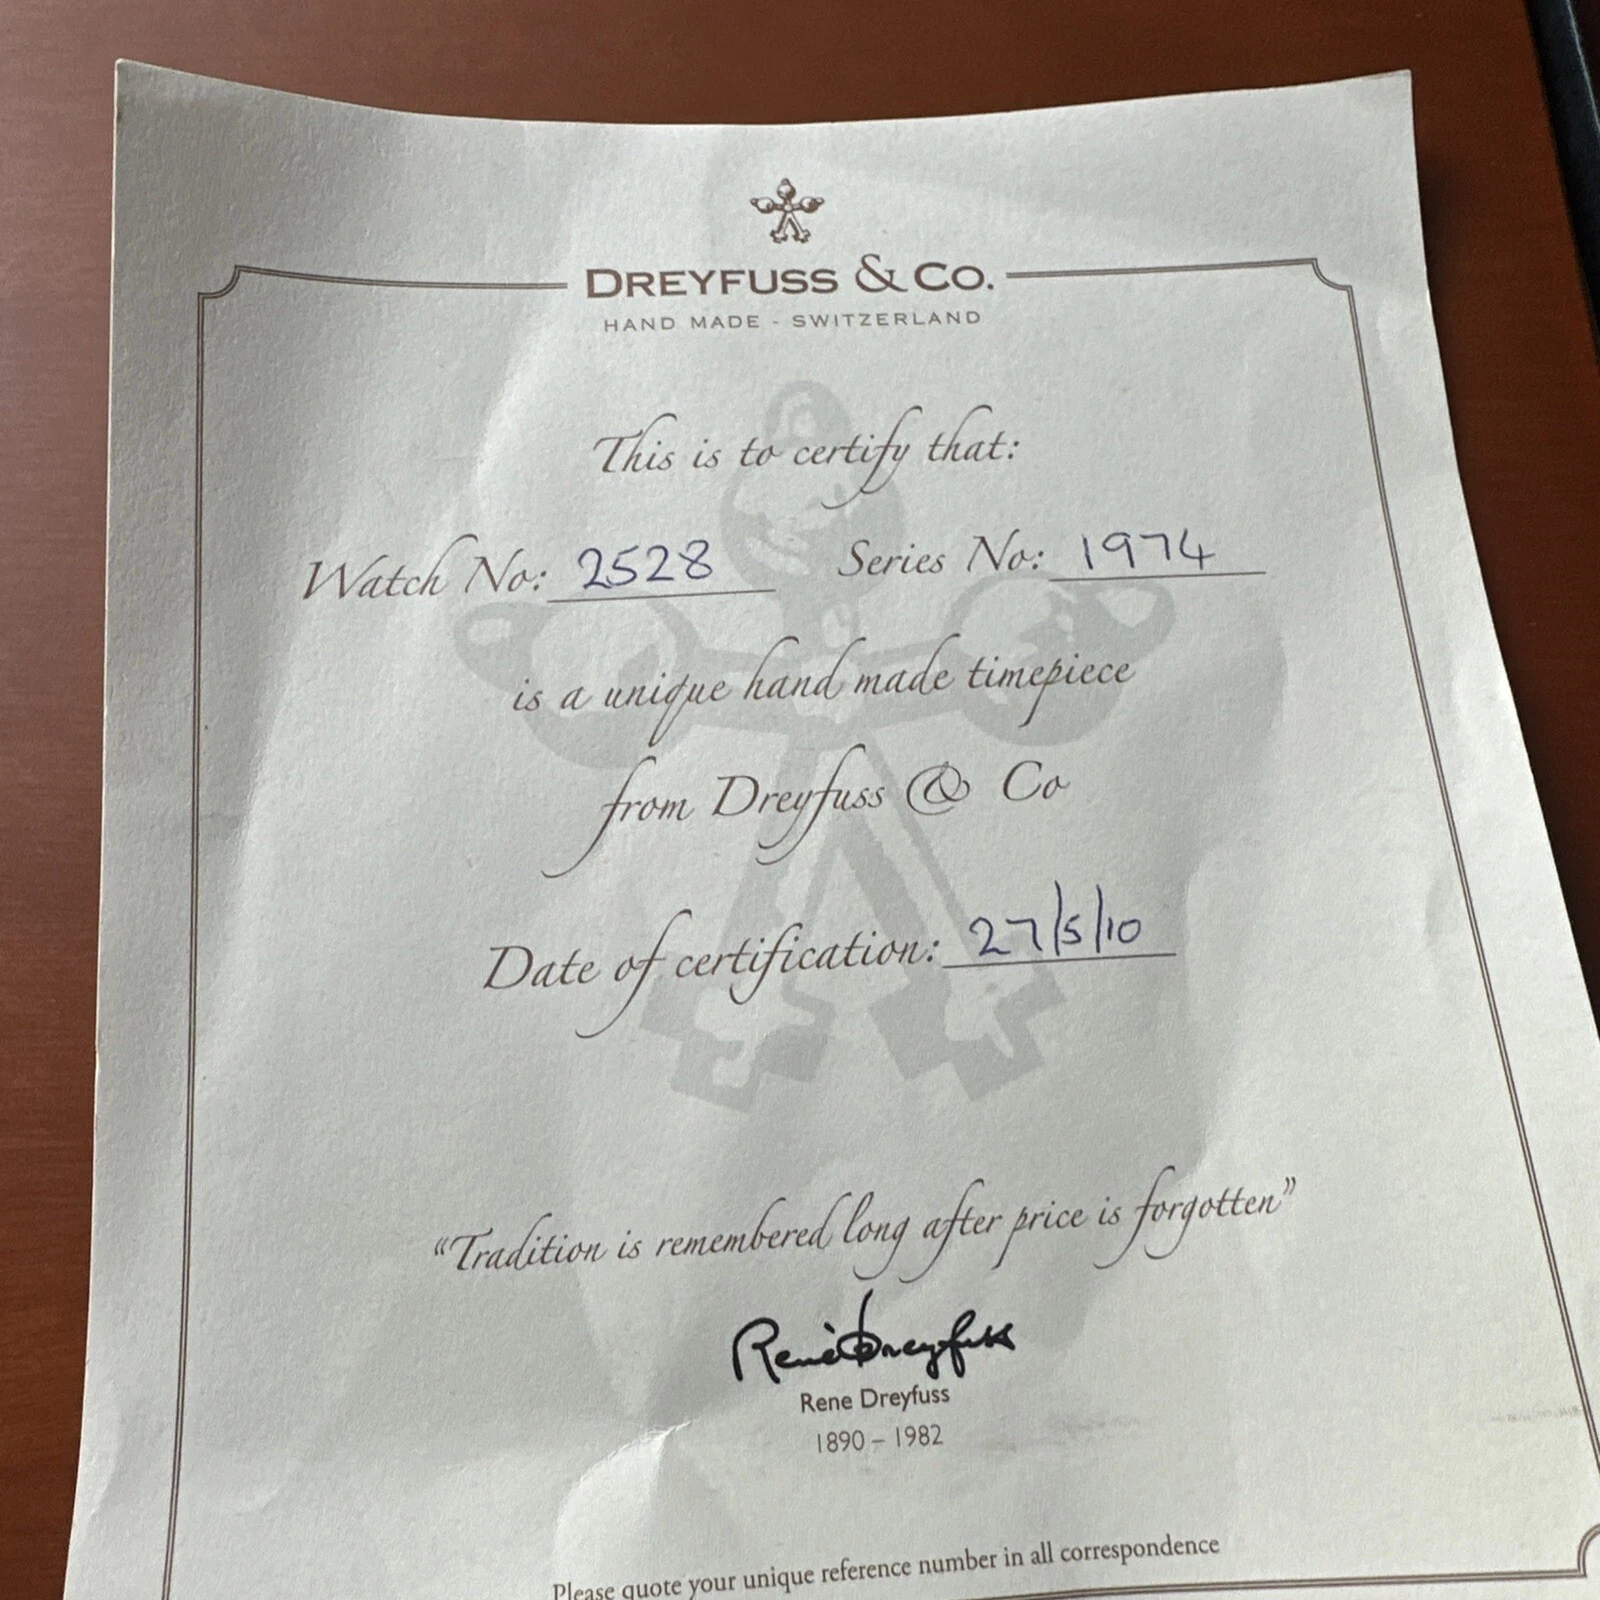 DREYFUSS & CO.
HAND MADE - SWITZERLAND
This is to certify that:
Watch No: 2528 Series No: 1974
is a unique hand made timepiece
from Dreyfuss & Co
Date of certification: 27/5/10
“Tradition is remembered long after price is forgotten”
René Dreyfuss
Rene Dreyfuss
1890 – 1982
Please quote your unique reference number in all correspondence